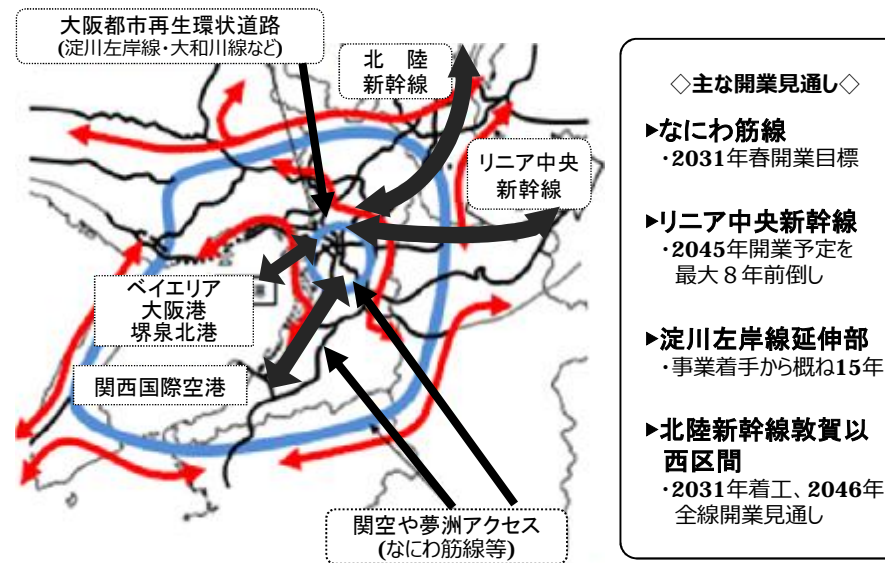 大阪都市再生環状道路
(淀川左岸線・大和川線など)
北 陸
新幹線
リニア中央
新幹線
ベイエリア
大阪港
堺泉北港
関西国際空港
関空や夢洲アクセス
(なにわ筋線等)
◇主な開業見通し◇
▶なにわ筋線
・2031年春開業目標
▶リニア中央新幹線
・2045年開業予定を
最大８年前倒し
▶淀川左岸線延伸部
・事業着手から概ね15年
▶北陸新幹線敦賀以
西区間
・2031年着工、2046年
全線開業見通し